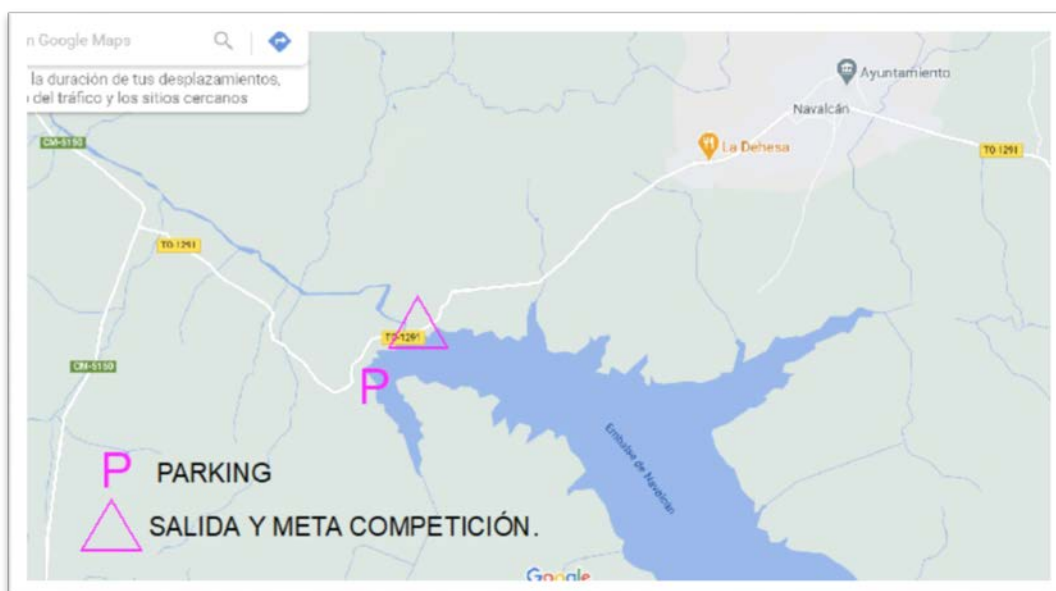 n Google Maps
la duración de tus desplazamientos,
del tráfico y los sitios cercanos
Ayuntamiento
Navalcán
CM-5150
La Dehesa
TO-1291
TO-1291
TO-1291
CM-5150
P
Embalse de Navalcán
P PARKING
SALIDA Y META COMPETICIÓN.
Google